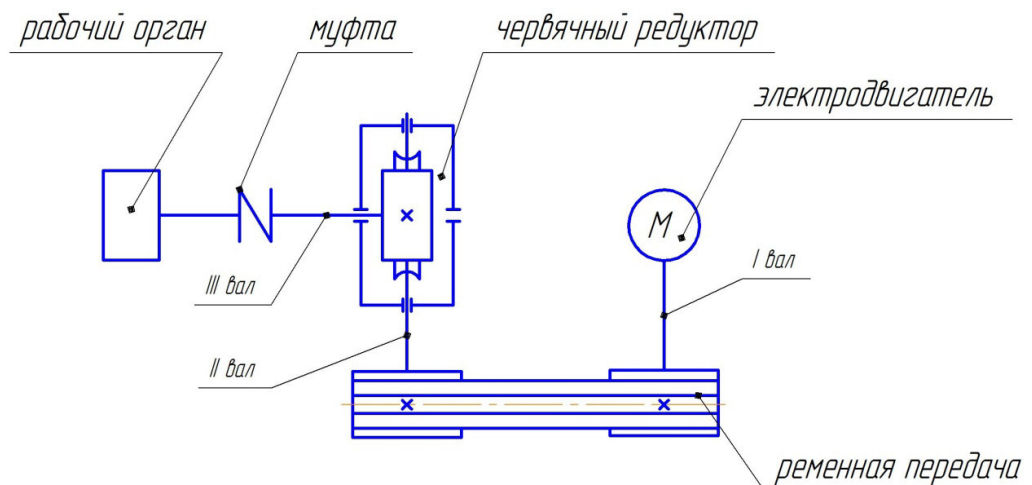 рабочий орган
муфта
червячный редуктор
электродвигатель
М
I вал
III вал
II вал
ременная передача